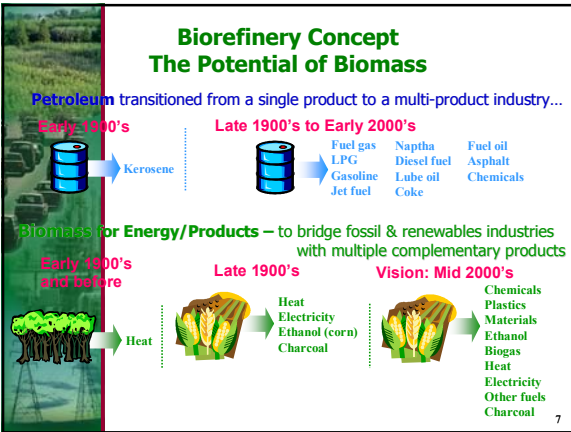 Biorefinery Concept
The Potential of Biomass
Petroleum transitioned from a single product to a multi-product industry…
Early 1900's
Kerosene
Late 1900's to Early 2000's
Fuel gas
LPG
Gasoline
Jet fuel
Naptha
Diesel fuel
Lube oil
Coke
Fuel oil
Asphalt
Chemicals
Biomass for Energy/Products – to bridge fossil & renewables industries
with multiple complementary products
Early
and before
Heat
Late 1900's
Heat
Electricity
Ethanol (corn)
Charcoal
Vision: Mid 2000's
Chemicals
Plastics
Materials
Ethanol
Biogas
Heat
Electricity
Other fuels
Charcoal
7